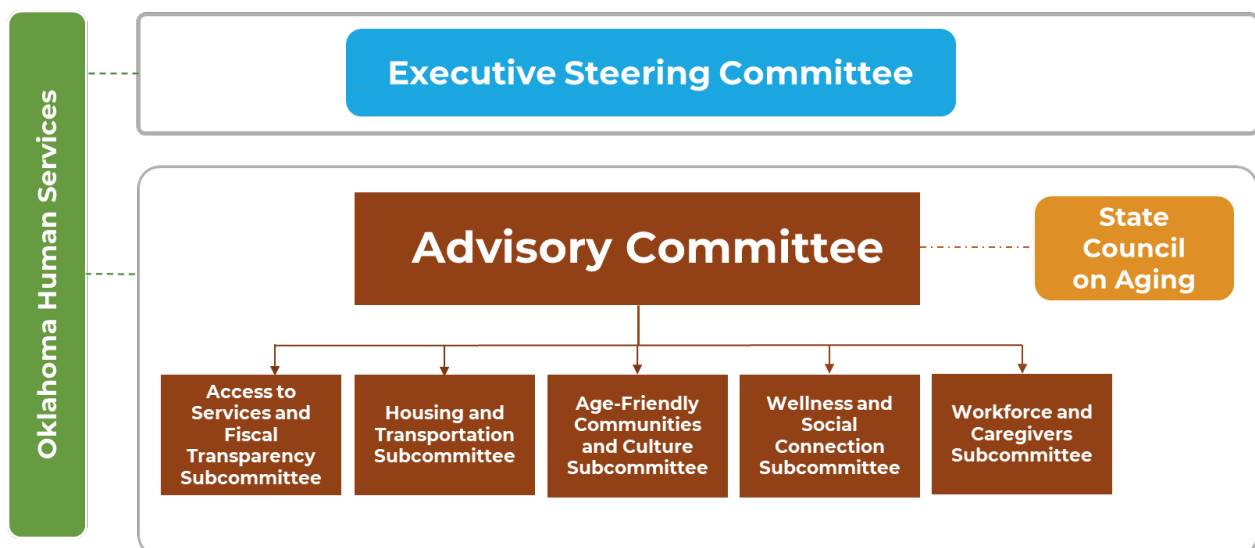 Oklahoma Human Services
Executive Steering Committee
Advisory Committee
State
Council
on Aging
Access to
Services and
Fiscal
Transparency
Subcommittee
Housing and
Transportation
Subcommittee
Age-Friendly
Communities
and Culture
Subcommittee
Wellness and
Social
Connection
Subcommittee
Workforce and
Caregivers
Subcommittee